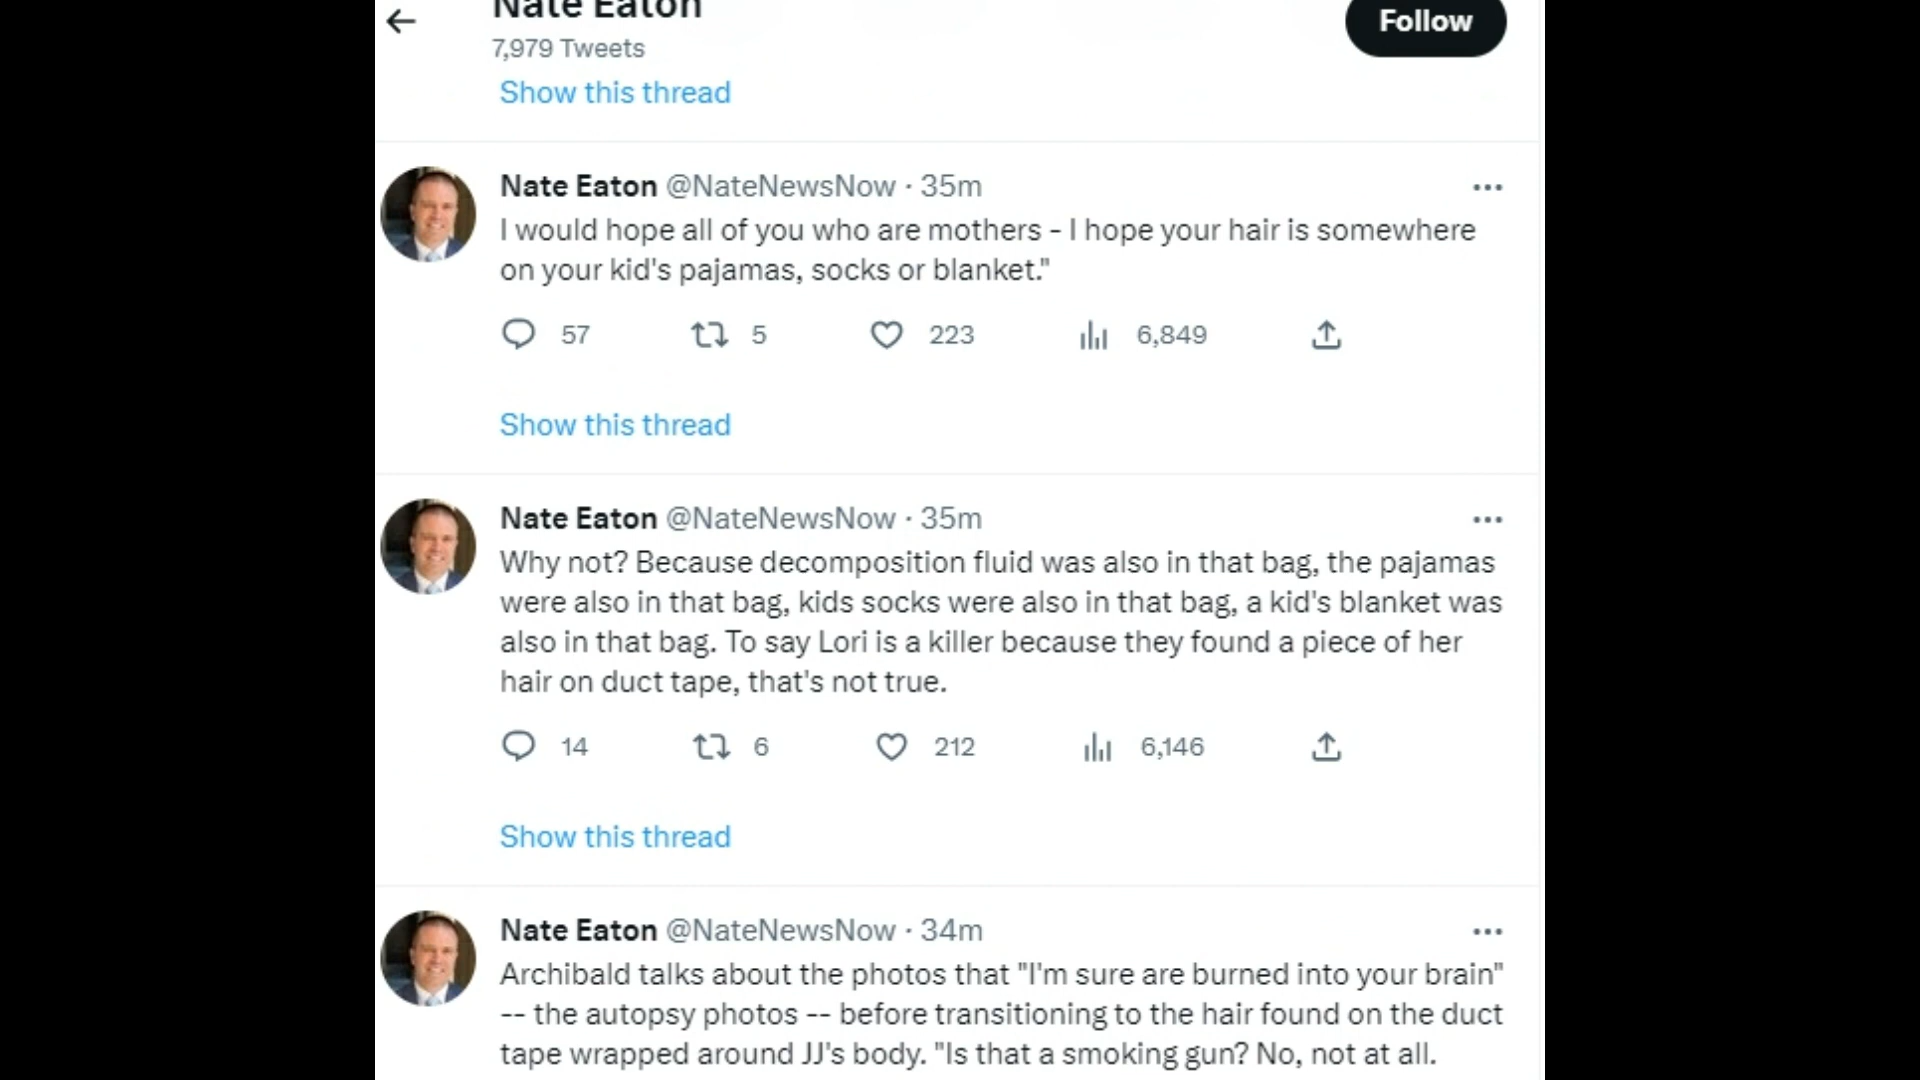 Nate Eaton
7,979 Tweets
Follow
Show this thread
Nate Eaton @NateNewsNow · 35m
I would hope all of you who are mothers - I hope your hair is somewhere
on your kid's pajamas, socks or blanket."
57 5 223 6,849
Show this thread
Nate Eaton @NateNewsNow · 35m
Why not? Because decomposition fluid was also in that bag, the pajamas
were also in that bag, kids socks were also in that bag, a kid's blanket was
also in that bag. To say Lori is a killer because they found a piece of her
hair on duct tape, that's not true.
14 6 212 6,146
Show this thread
Nate Eaton @NateNewsNow · 34m
Archibald talks about the photos that "I'm sure are burned into your brain"
-- the autopsy photos -- before transitioning to the hair found on the duct
tape wrapped around JJ's body. "Is that a smoking gun? No, not at all.